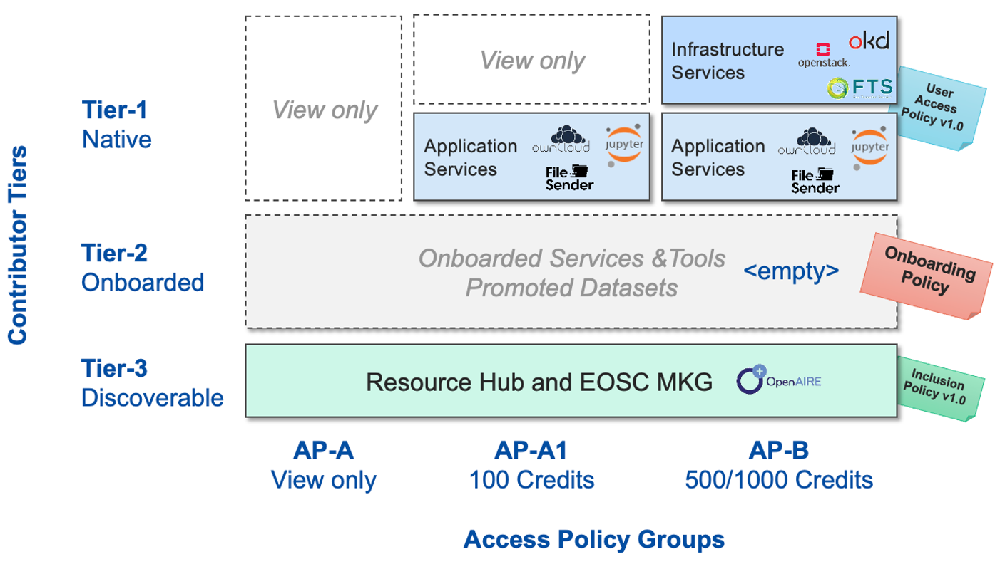 Contributor Tiers
Tier-1
Native
View only
View only
Infrastructure
Services
openstack.
okd
FTS
User
Access
Policy v1.0
Application
Services
ownCloud
jupyter
File
Sender
Application
Services
ownCloud
jupyter
File
Sender
Tier-2
Onboarded
Onboarded Services &Tools
Promoted Datasets
<empty>
Onboarding
Policy
Tier-3
Discoverable
Resource Hub and EOSC MKG
OpenAIRE
Inclusion
Policy v1.0
AP-A
View only
AP-A1
100 Credits
AP-B
500/1000 Credits
Access Policy Groups